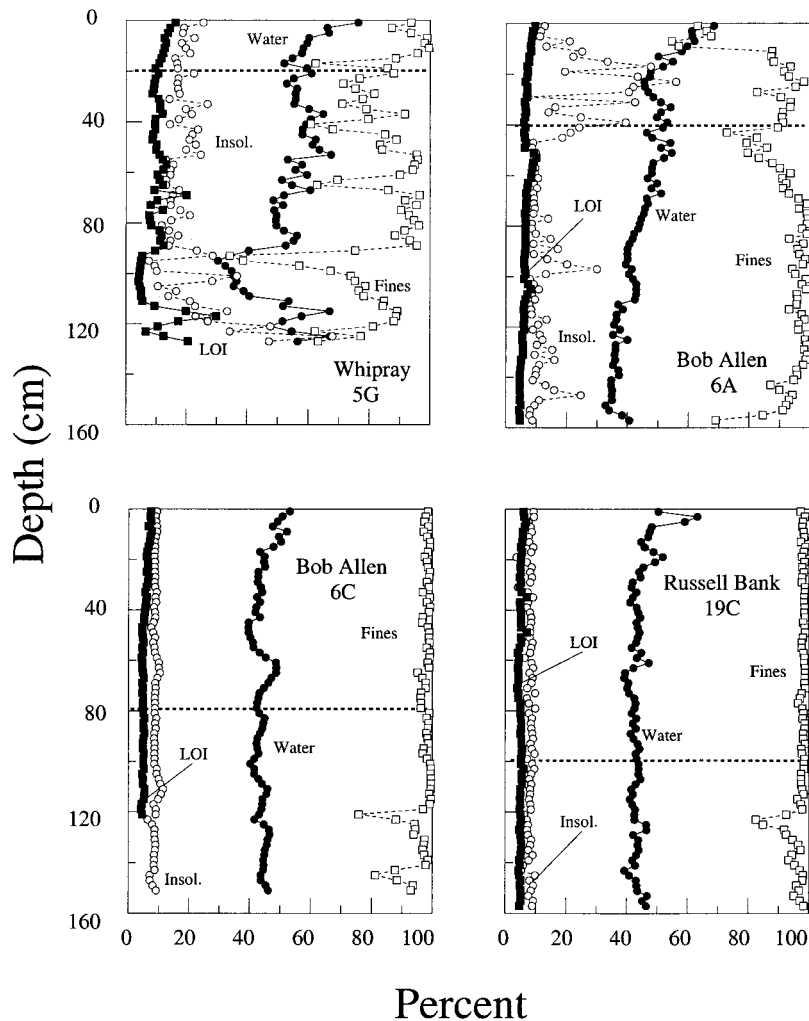 0
Water
40
Insol.
80
Fines
120
LOI
Whipray
5G
160
Water
LOI
Fines
Insol.
Bob Allen
6A
Depth (cm)
0
Bob Allen
6C
40
Fines
80
LOI
Water
120
Insol.
160
0 20 40 60 80 100
Russell Bank
19C
LOI
Fines
Water
Insol.
0 20 40 60 80 100
Percent